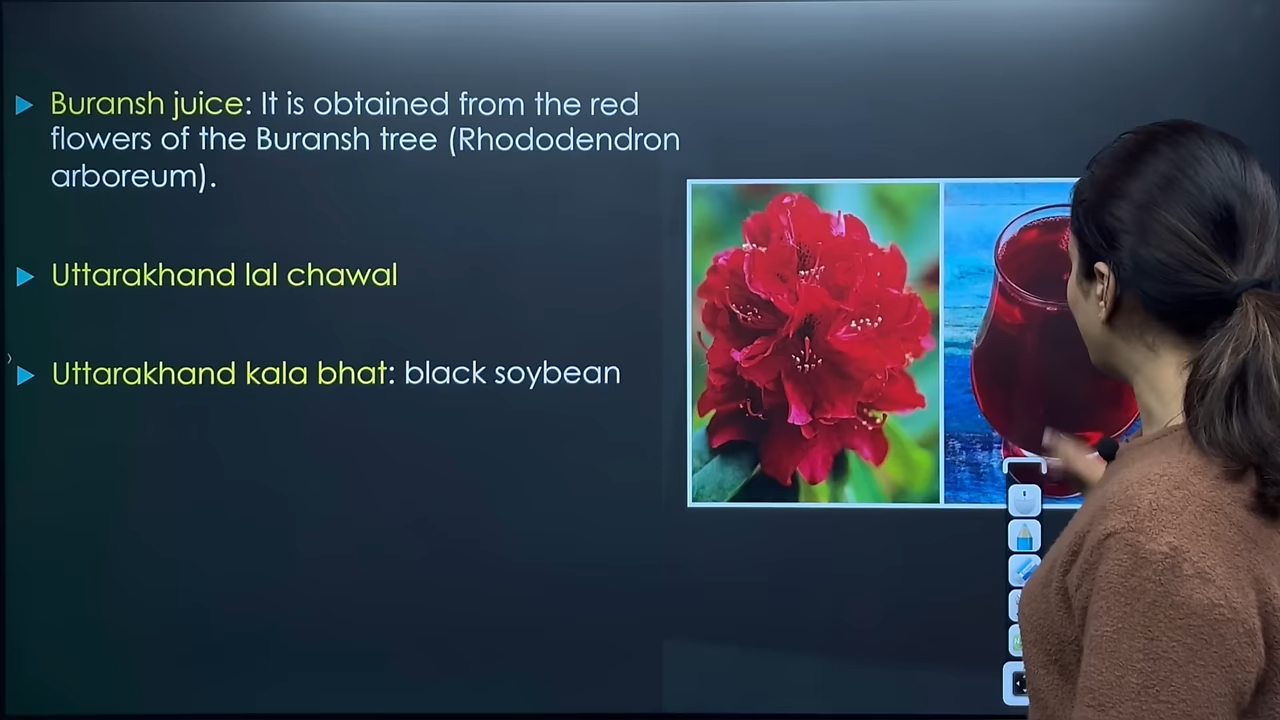 Buransh juice: It is obtained from the red
flowers of the Buransh tree (Rhododendron
arboreum).
Uttarakhand lal chawal
Uttarakhand kala bhat: black soybean